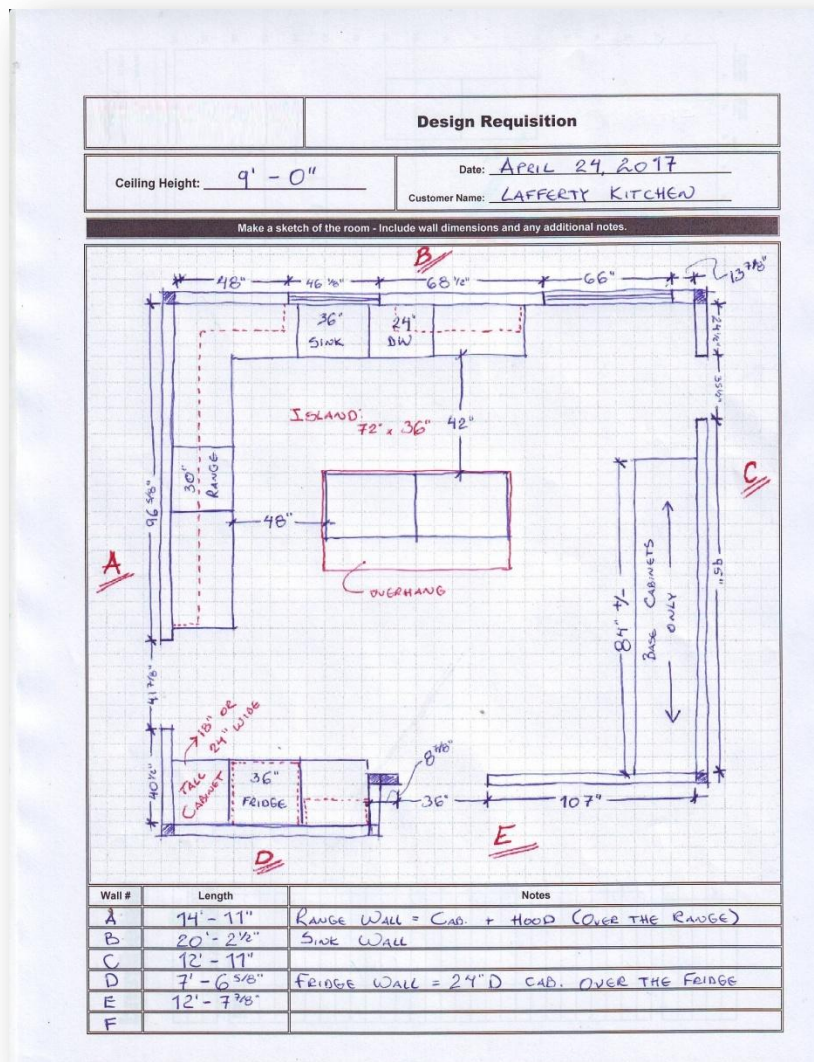 Design Requisition
Ceiling Height: 9' - 0"
Date: APRIL 24, 2017
Customer Name: LAFFERTY KITCHEN
Make a sketch of the room - Include wall dimensions and any additional notes.
B
48" 46 1/8" 68 1/2" 66" 13 7/8"
36" SINK
24" DW
24 1/2"
ISLAND:
72" x 36"
42"
30" RANGE
96 5/8"
48"
C
A
OVERHANG
84" +/-
BASE CABINETS
ONLY
95"
41 7/8"
18" OR
24" WIDE
TALL
CABINET
36"
FRIDGE
40 1/2"
8 7/8"
36"
107"
D
E
Wall # Length Notes
A 14' - 11" RANGE WALL = CAB. + HOOD (OVER THE RANGE)
B 20' - 2 1/2" SINK WALL
C 12' - 11"
D 7' - 6 5/8" FRIDGE WALL = 24"D CAB. OVER THE FRIDGE
E 12' - 7 7/8"
F